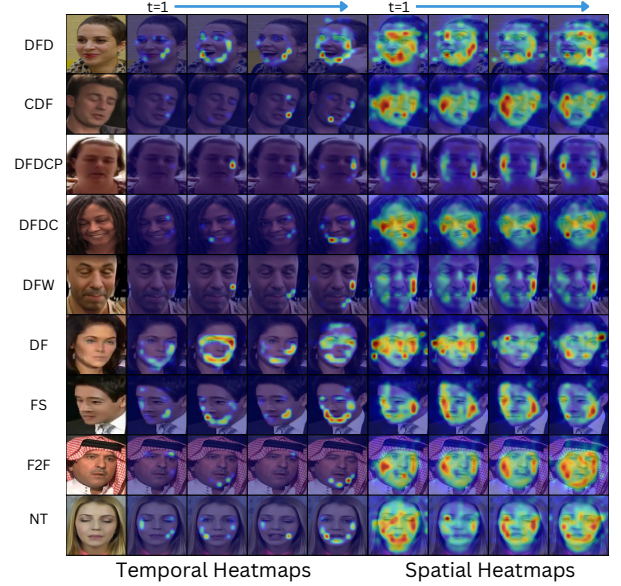 t=1 t=1
DFD
CDF
DFDCP
DFDC
DFW
DF
FS
F2F
NT
Temporal Heatmaps Spatial Heatmaps